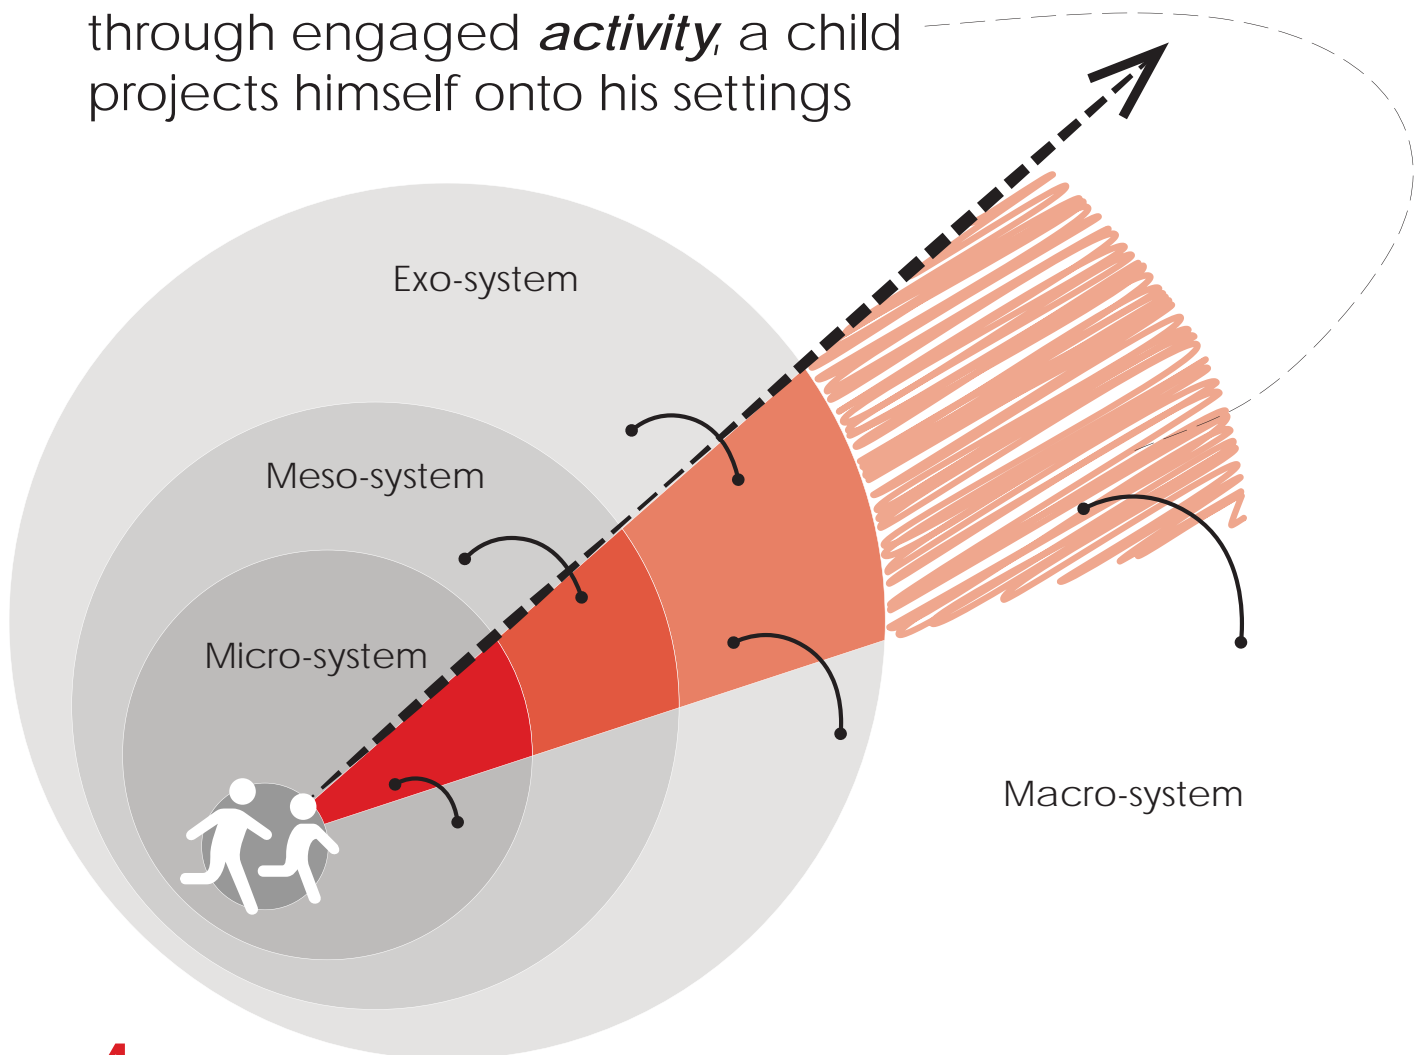 through engaged activity, a child
projects himself onto his settings
Exo-system
Meso-system
Micro-system
Macro-system